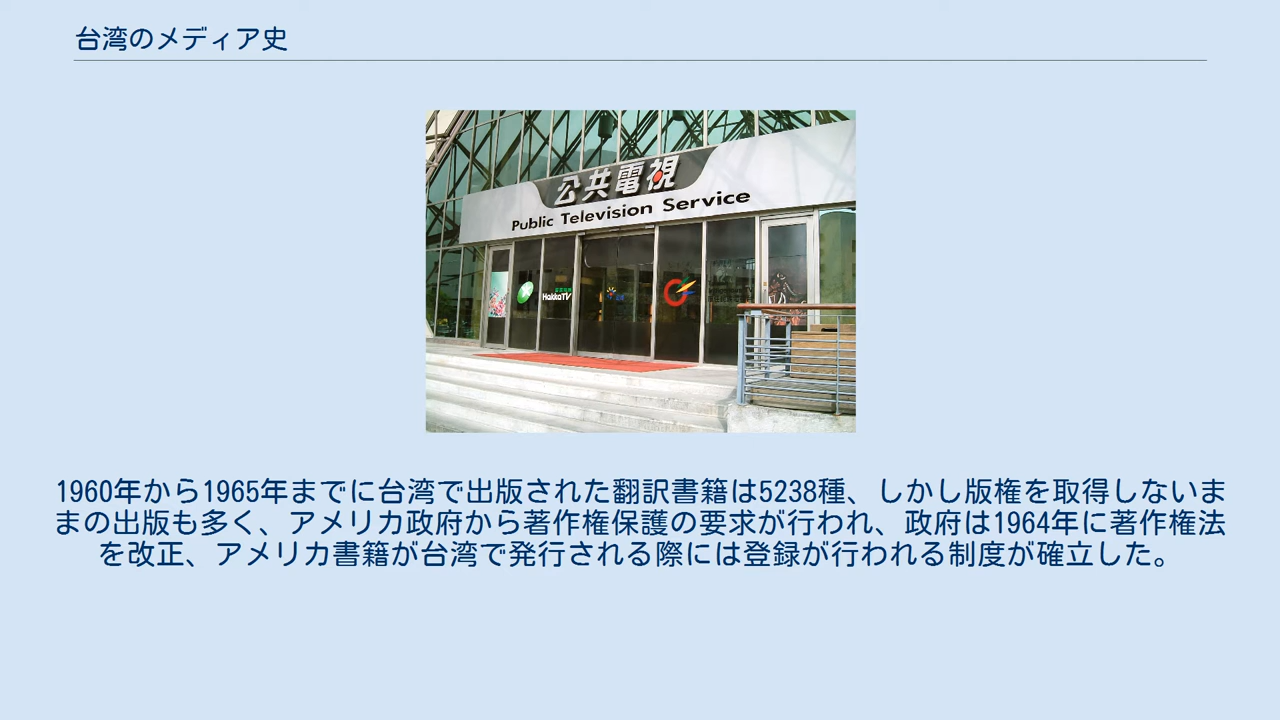 台湾のメディア史
公共電視
Public Television Service
HakkaTV
1960年から1965年までに台湾で出版された翻訳書籍は5238種、しかし版権を取得しないま
まの出版も多く、アメリカ政府から著作権保護の要求が行われ、政府は1964年に著作権法
を改正、アメリカ書籍が台湾で発行される際には登録が行われる制度が確立した。